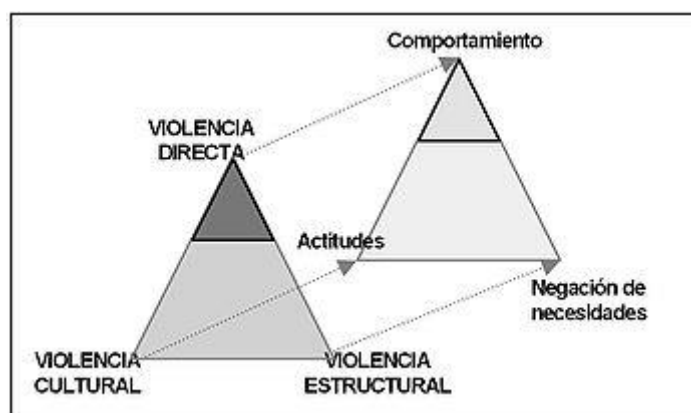 Comportamiento
VIOLENCIA
DIRECTA
Actitudes
Negación de
necesidades
VIOLENCIA
CULTURAL
VIOLENCIA
ESTRUCTURAL